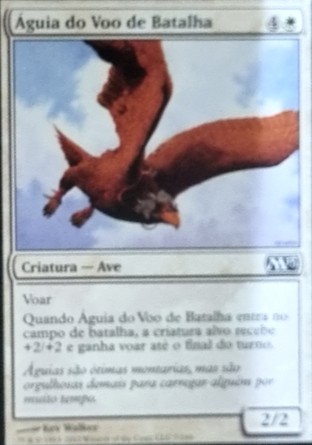 Águia do Voo de Batalha 4
Criatura — Ave
Voar
Quando Águia do Voo de Batalha entra no
campo de batalha, a criatura alvo recebe
+2/+2 e ganha voar até o final do turno.
Águias são ótimas montarias, mas são
orgulhosas demais para carregar alguém por
muito tempo.
Kev Walker
2/2